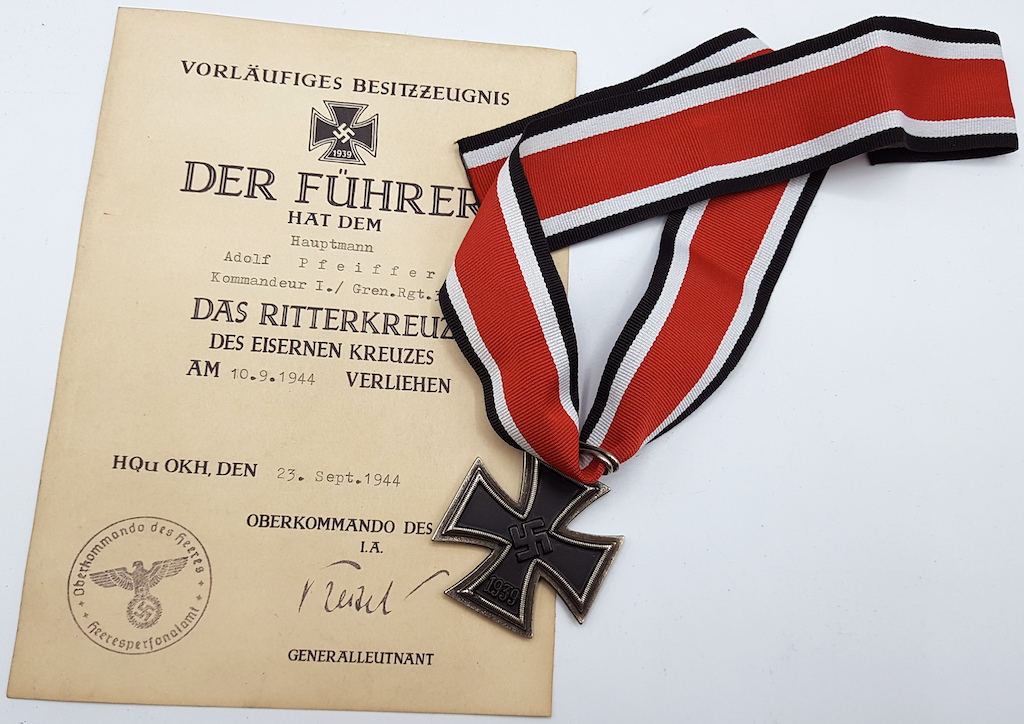 VORLÄUFIGES BESITZZEUGNIS
1939
DER FÜHRER
HAT DEM
Hauptmann
Adolf Pfeiffer
Kommandeur I./ Gren.Rgt.
DAS RITTERKREUZ
DES EISERNEN KREUZES
AM 10.9.1944 VERLIEHEN
HQu OKH, DEN 23. Sept. 1944
OBERKOMMANDO DES
I.A.
GENERALLEUTNANT
Oberkommando des Heeres
Heerespersonalamt
1939